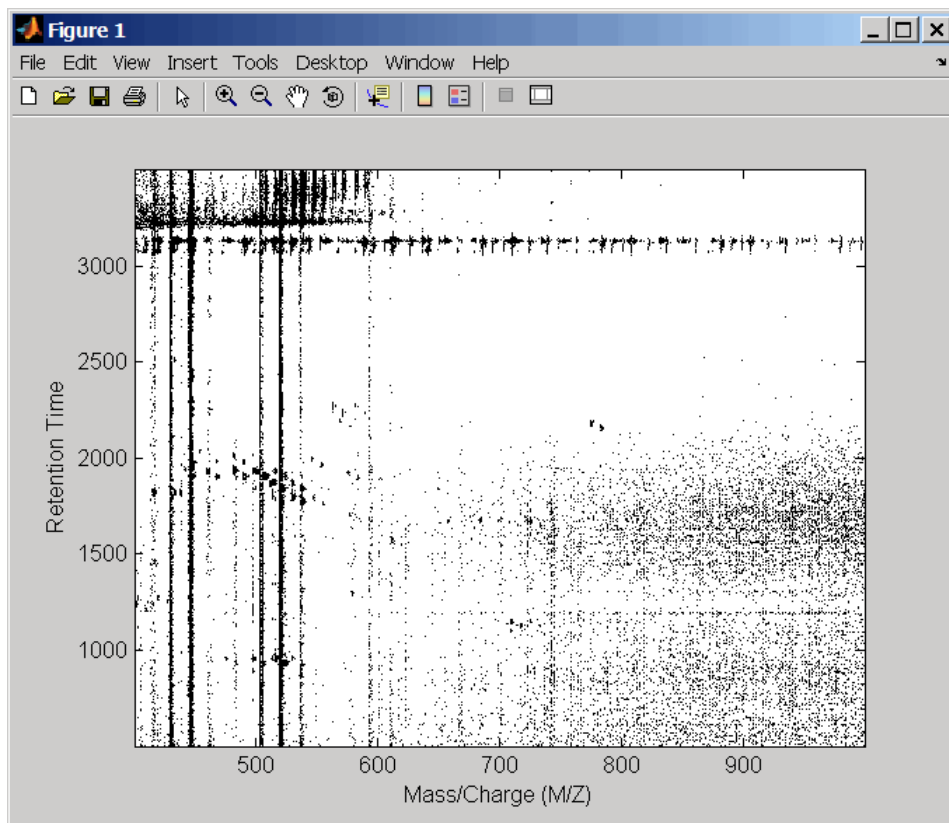 Figure 1
File Edit View Insert Tools Desktop Window Help
3000
2500
2000
1500
1000
Retention Time
500 600 700 800 900
Mass/Charge (M/Z)